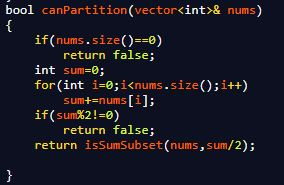 bool canPartition(vector<int>& nums)
{
    if(nums.size()==0)
        return false;
    int sum=0;
    for(int i=0;i<nums.size();i++)
        sum+=nums[i];
    if(sum%2!=0)
        return false;
    return isSumSubset(nums,sum/2);
}